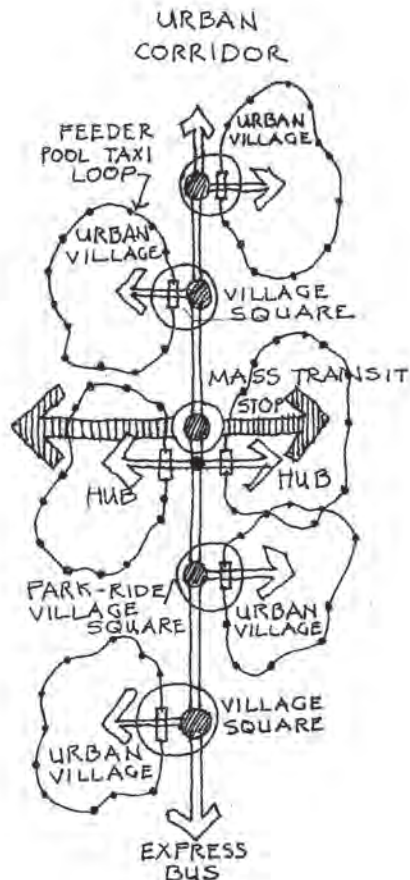 URBAN
CORRIDOR
FEEDER
POOL TAXI
LOOP
URBAN
VILLAGE
URBAN
VILLAGE
VILLAGE
SQUARE
MASS TRANSIT
STOP
HUB
HUB
PARK-RIDE/
VILLAGE
SQUARE
URBAN
VILLAGE
VILLAGE
SQUARE
URBAN
VILLAGE
EXPRESS
BUS